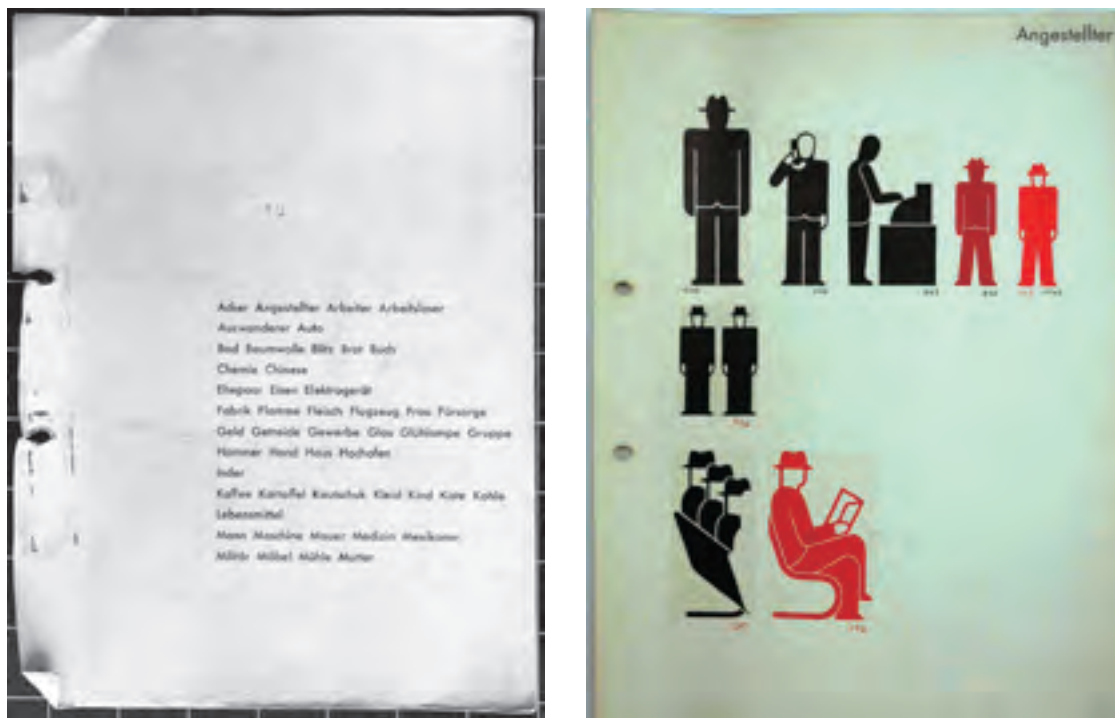 Acker Angestellter Arbeiter Arbeitsloser
Auswanderer Auto
Bad Baumwolle Blitz Brot Buch
Chemie Chinese
Ehepaar Eisen Elektrogerät
Fabrik Flamme Fleisch Flugzeug Frau Fürsorge
Geld Getreide Gewerbe Glas Glühlampe Gruppe
Hammer Hand Haus Hochofen
Inder
Kaffee Kartoffel Kautschuk Kleid Kind Kiste Kohle
Lebensmittel
Mann Maschine Mauer Medizin Mexikaner
Militär Möbel Mühle Mutter
Angestellter